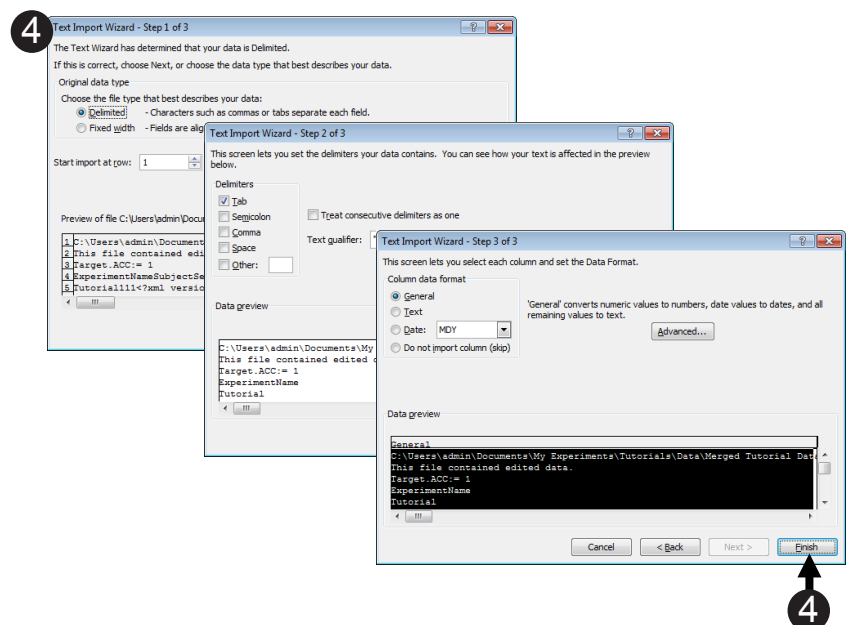 4
Text Import Wizard - Step 1 of 3
The Text Wizard has determined that your data is Delimited.
If this is correct, choose Next, or choose the data type that best describes your data.
Original data type
Choose the file type that best describes your data:
Delimited - Characters such as commas or tabs separate each field.
Fixed width - Fields are alig
Start import at row: 1
Preview of file C:\Users\admin\Docu
1 C:\Users\admin\Document
2 This file contained edi
3 Target.ACC:= 1
4 ExperimentNameSubjectSe
5 Tutorial111<?xml versio
Text Import Wizard - Step 2 of 3
This screen lets you set the delimiters your data contains. You can see how your text is affected in the preview
below.
Delimiters
Tab
Semicolon
Comma
Space
Other:
Treat consecutive delimiters as one
Text qualifier: "
Data preview
C:\Users\admin\Documents\My
This file contained edited
Target.ACC:= 1
ExperimentName
Tutorial
Text Import Wizard - Step 3 of 3
This screen lets you select each column and set the Data Format.
Column data format
General
Text
Date: MDY
Do not import column (skip)
'General' converts numeric values to numbers, date values to dates, and all
remaining values to text.
Advanced...
Data preview
General
C:\Users\admin\Documents\My Experiments\Tutorials\Data\Merged Tutorial Data
This file contained edited data.
Target.ACC:= 1
ExperimentName
Tutorial
Cancel < Back Next > Finish
4